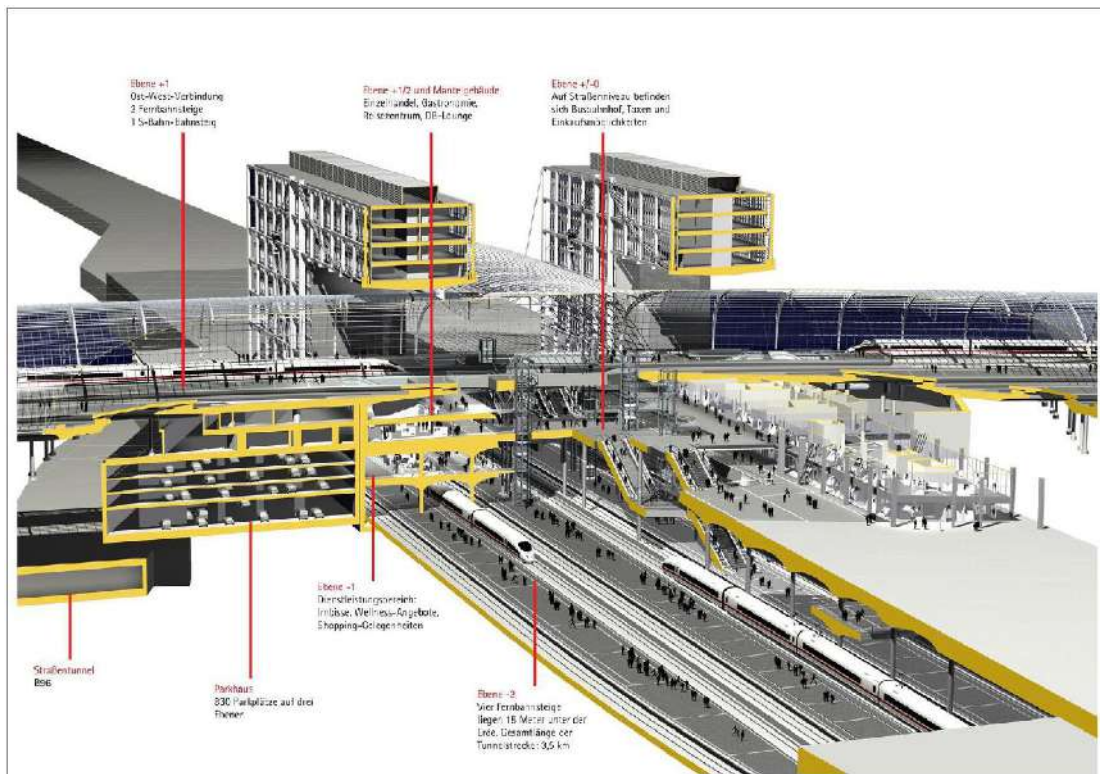 Ebene +1
Ost-West-Verbindung
2 Fernbahnsteige
1 S-Bahn-Bahnsteig
Ebene +1/2 und Mantelgebäude
Einzelhandel, Gastronomie,
Reisezentrum, DB-Lounge
Ebene +/-0
Auf Straßenniveau befinden
sich Busbahnhof, Taxen und
Einkaufsmöglichkeiten
Ebene -1
Dienstleistungsbereich:
Imbisse, Wellness-Angebote,
Shopping-Gelegenheiten
Straßentunnel
B96
Parkhaus
830 Parkplätze auf drei
Ebenen
Ebene -2
Vier Fernbahnsteige
liegen 15 Meter unter der
Erde. Gesamtlänge der
Tunnelstrecke: 3,5 km